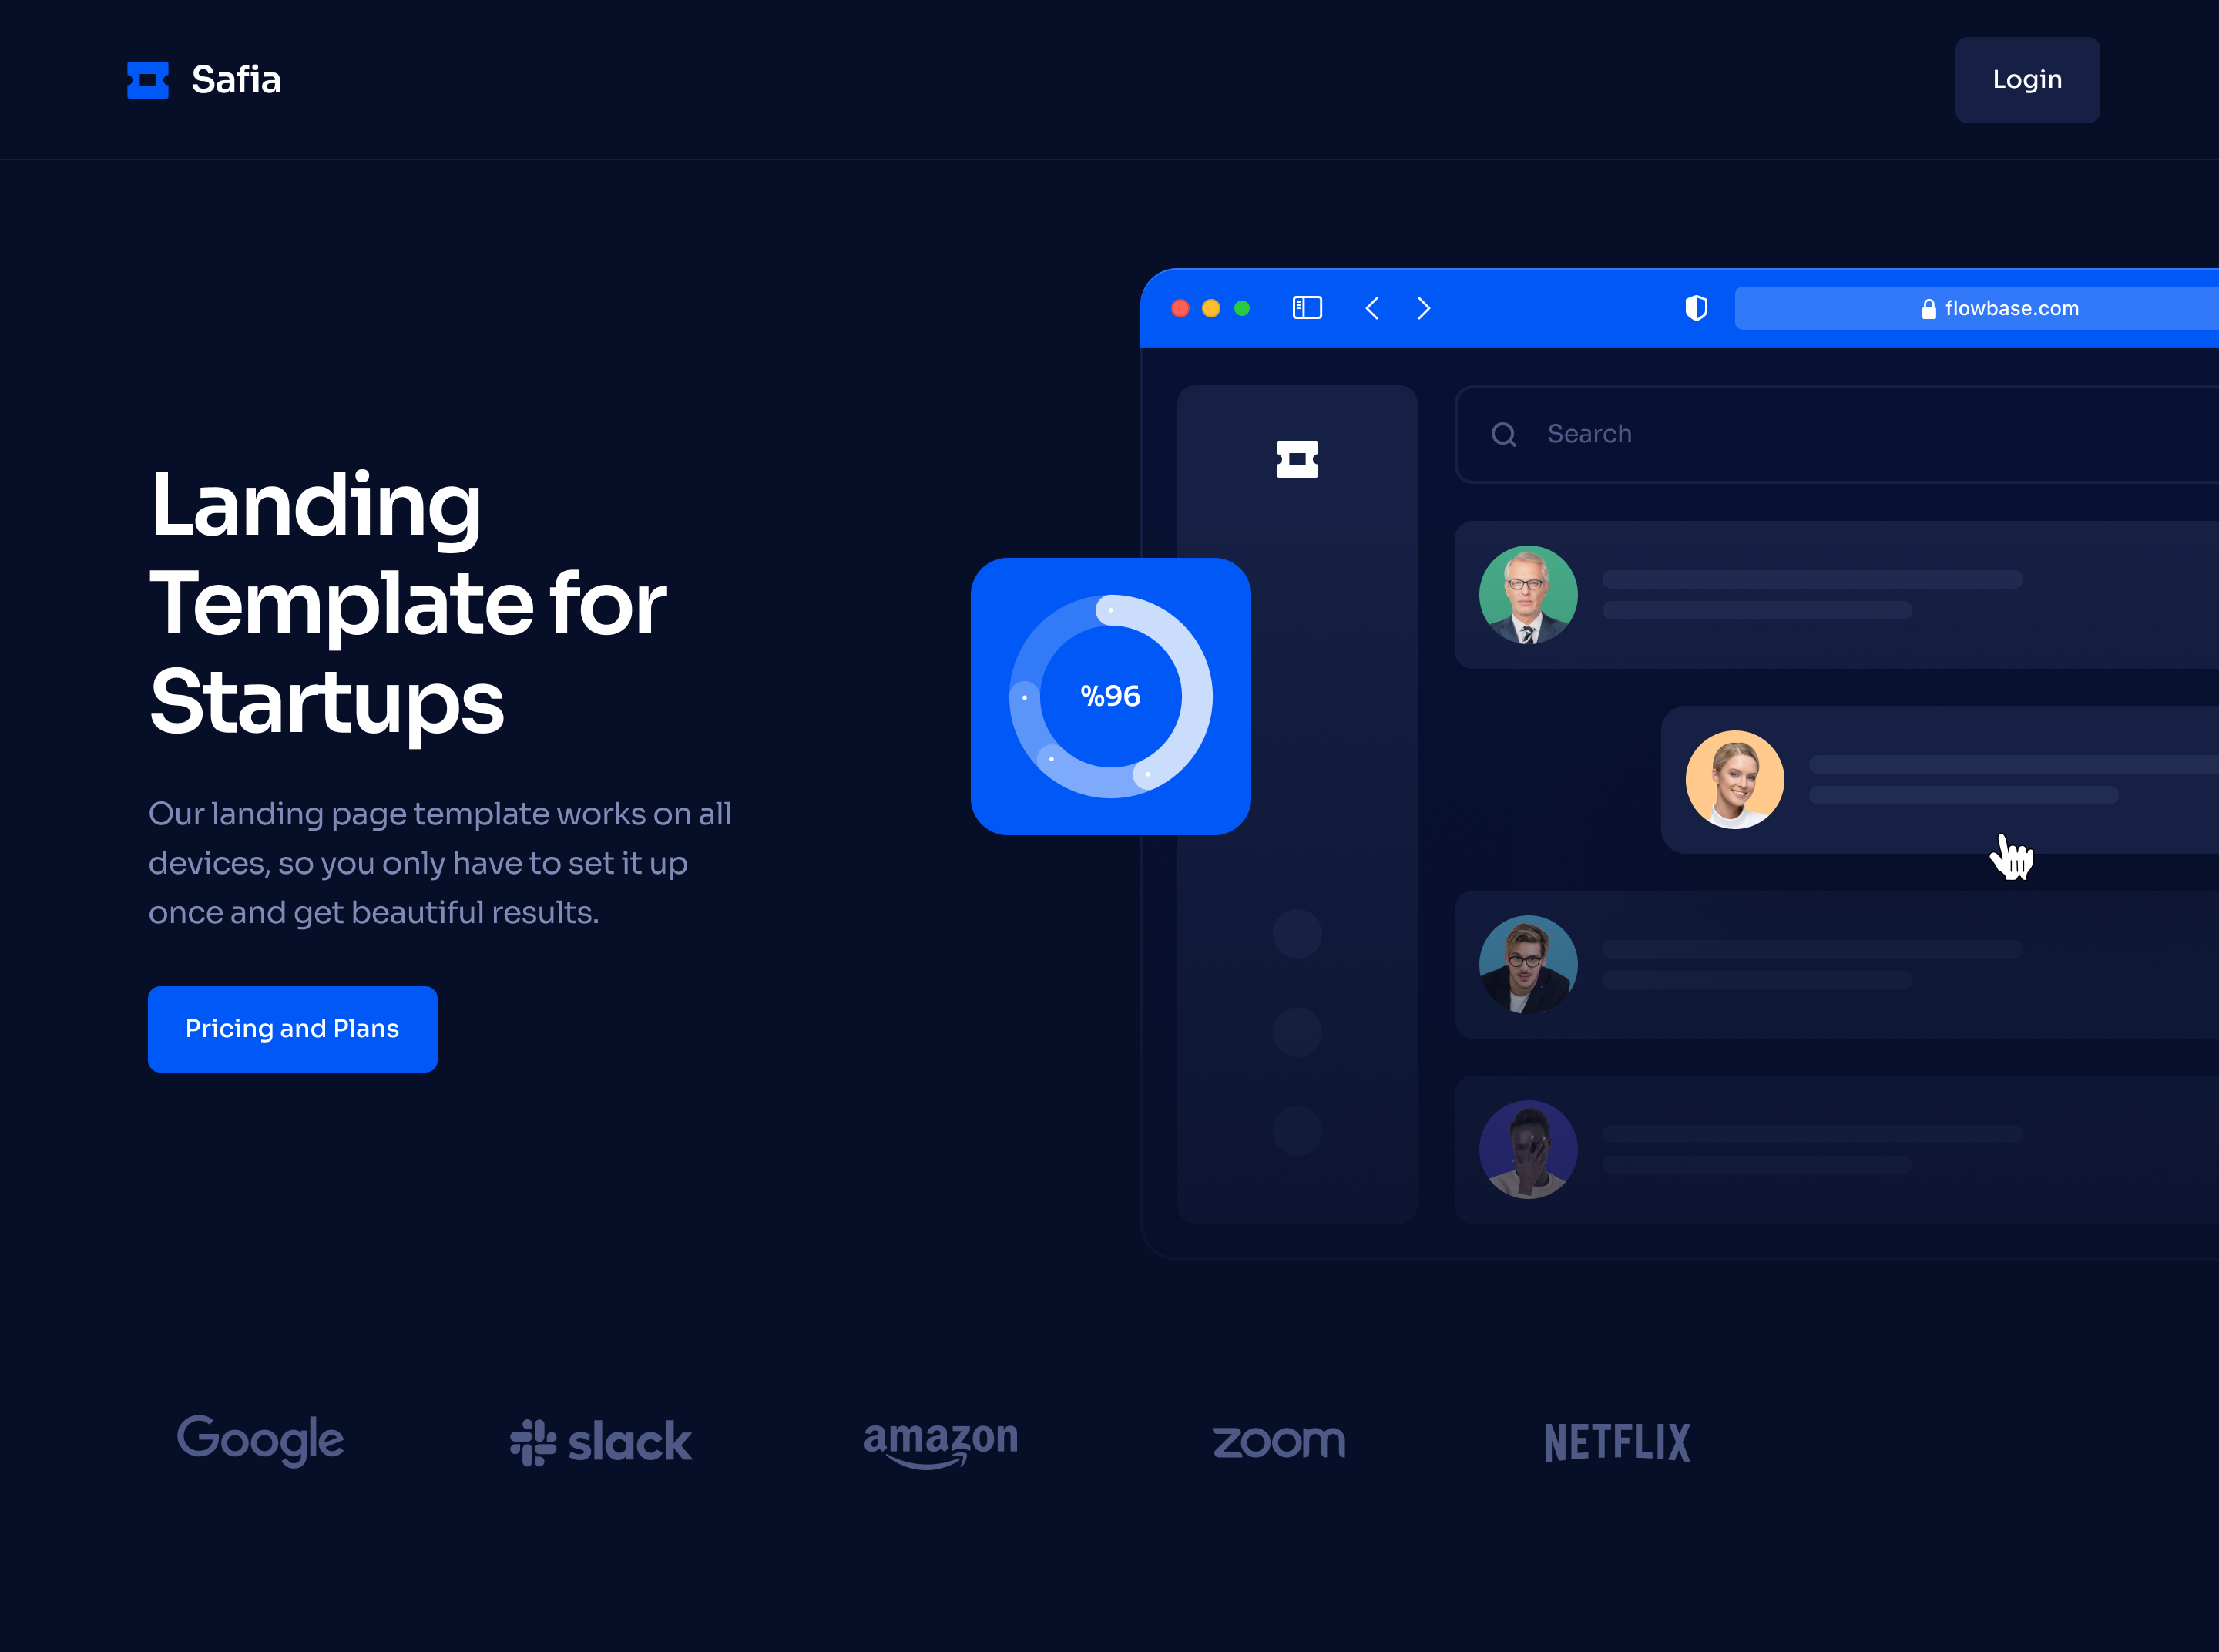 Safia
Login
flowbase.com
Search
Landing
Template for
Startups
%96
Our landing page template works on all
devices, so you only have to set it up
once and get beautiful results.
Pricing and Plans
Google
slack
amazon
zoom
NETFLIX